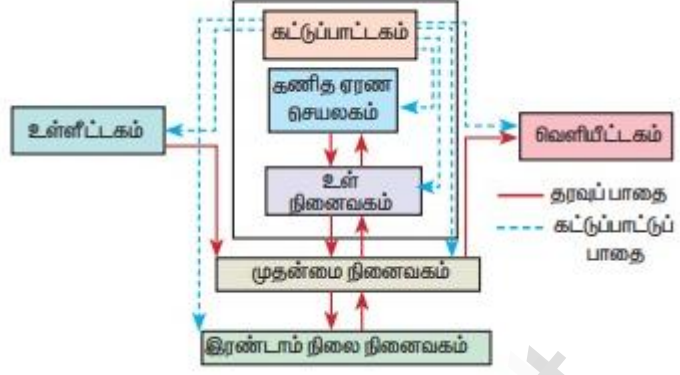 கட்டுப்பாட்டகம்
கணித ஏரண
செயலகம்
உள்ளீட்டகம்
வெளியீட்டகம்
உள்
நினைவகம்
தரவுப் பாதை
கட்டுப்பாட்டுப்
பாதை
முதன்மை நினைவகம்
இரண்டாம் நிலை நினைவகம்